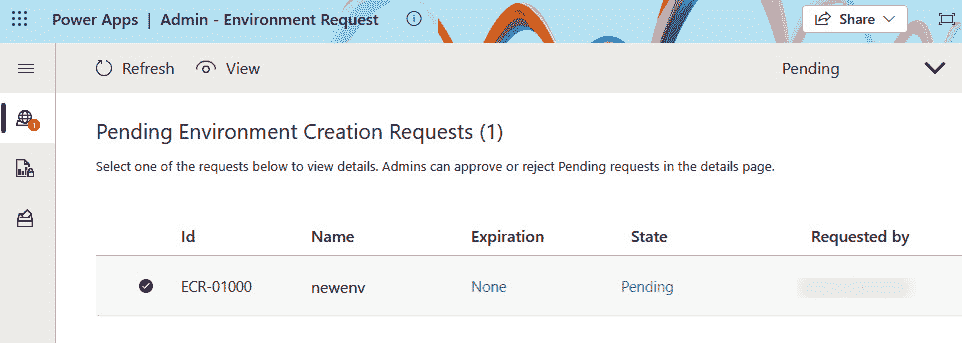 Power Apps | Admin - Environment Request
Share
Refresh View Pending
1
Pending Environment Creation Requests (1)
Select one of the requests below to view details. Admins can approve or reject Pending requests in the details page.
Id Name Expiration State Requested by
ECR-01000 newenv None Pending